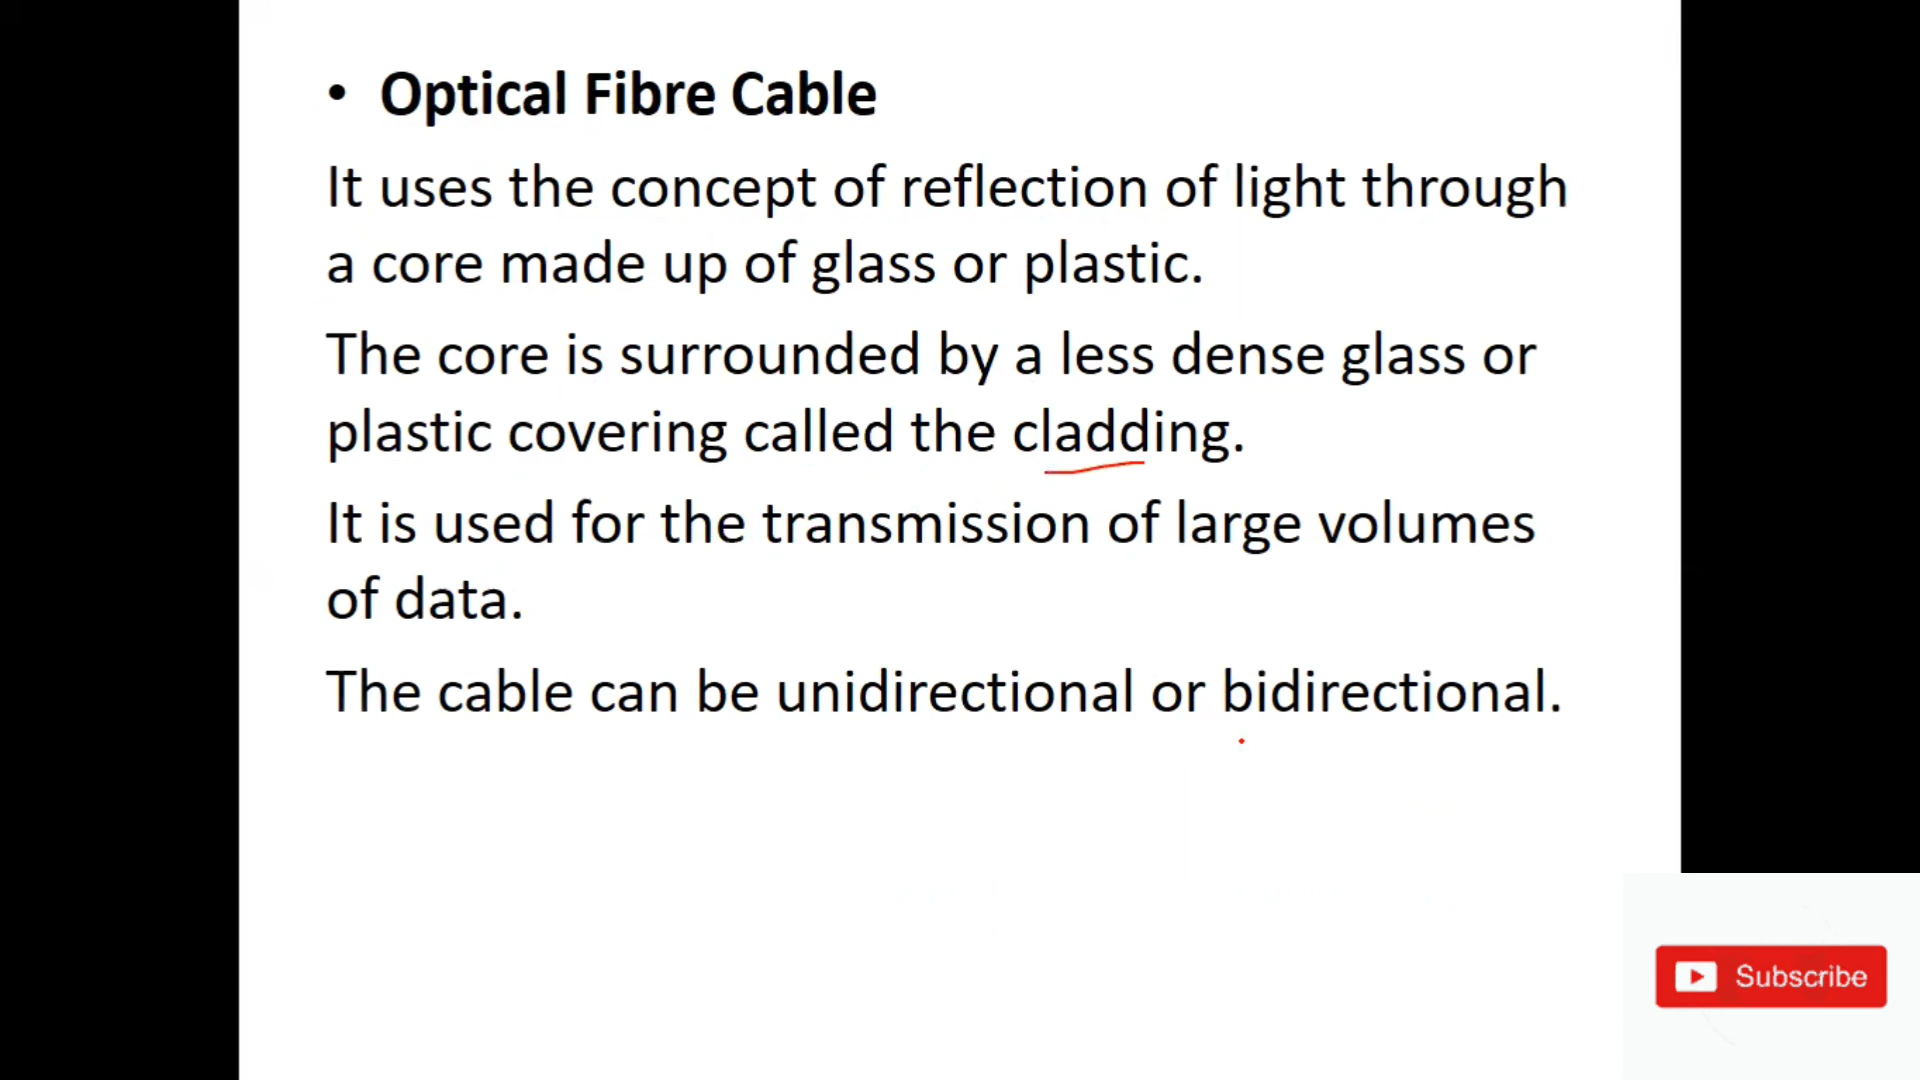 • Optical Fibre Cable
It uses the concept of reflection of light through
a core made up of glass or plastic.
The core is surrounded by a less dense glass or
plastic covering called the cladding.
It is used for the transmission of large volumes
of data.
The cable can be unidirectional or bidirectional.
Subscribe